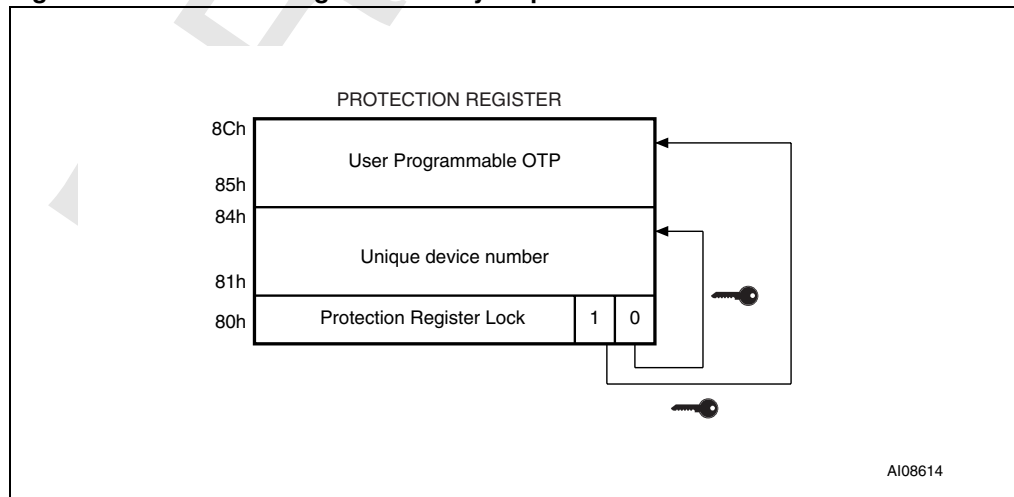 PROTECTION REGISTER
8Ch
User Programmable OTP
85h
84h
Unique device number
81h
80h
Protection Register Lock
1
0
AI08614